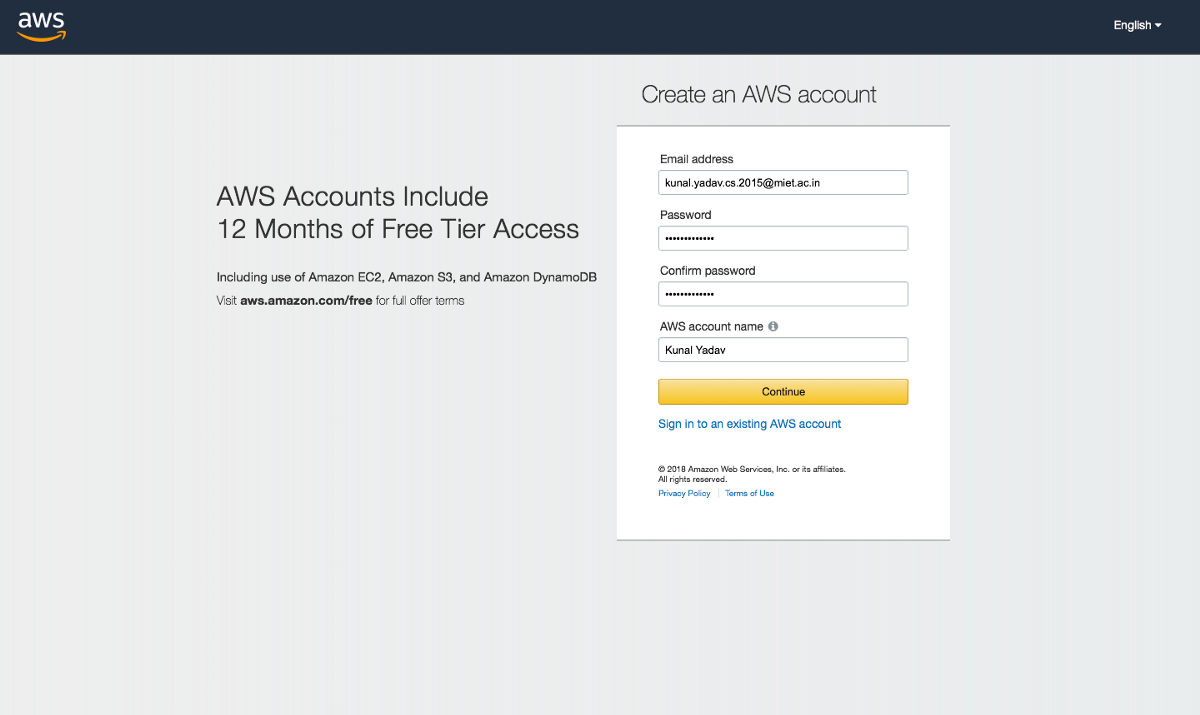 aws
English
Create an AWS account
AWS Accounts Include
12 Months of Free Tier Access
Including use of Amazon EC2, Amazon S3, and Amazon DynamoDB
Visit aws.amazon.com/free for full offer terms
Email address
kunal.yadav.cs.2015@miet.ac.in
Password
•••••••••••••
Confirm password
•••••••••••••
AWS account name
Kunal Yadav
Continue
Sign in to an existing AWS account
© 2018 Amazon Web Services, Inc. or its affiliates.
All rights reserved.
Privacy Policy | Terms of Use